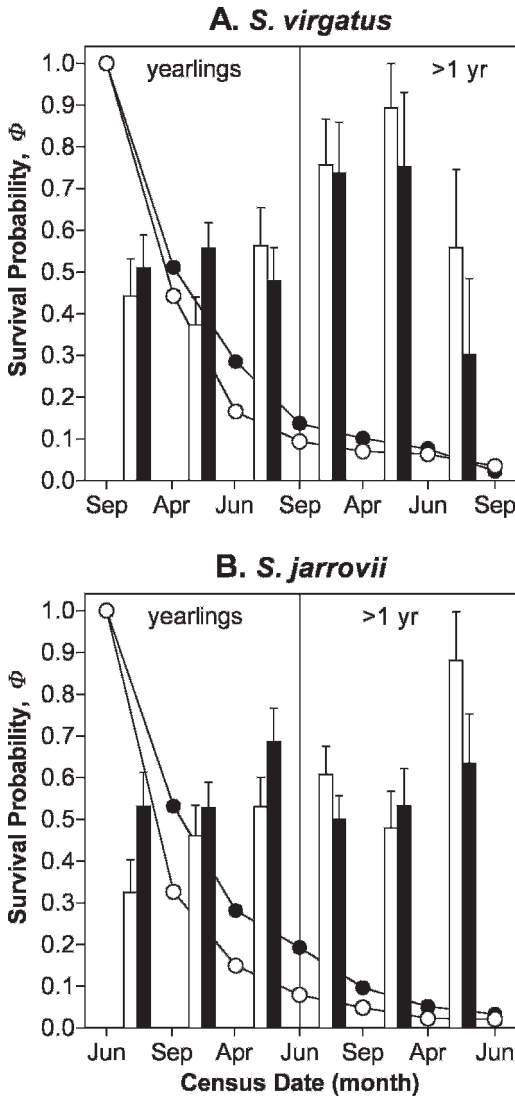 A. S. virgatus
yearlings >1 yr
Survival Probability, Φ
1.0
0.9
0.8
0.7
0.6
0.5
0.4
0.3
0.2
0.1
0.0
Sep Apr Jun Sep Apr Jun Sep
B. S. jarrovii
yearlings >1 yr
Survival Probability, Φ
1.0
0.9
0.8
0.7
0.6
0.5
0.4
0.3
0.2
0.1
0.0
Jun Sep Apr Jun Sep Apr Jun
Census Date (month)